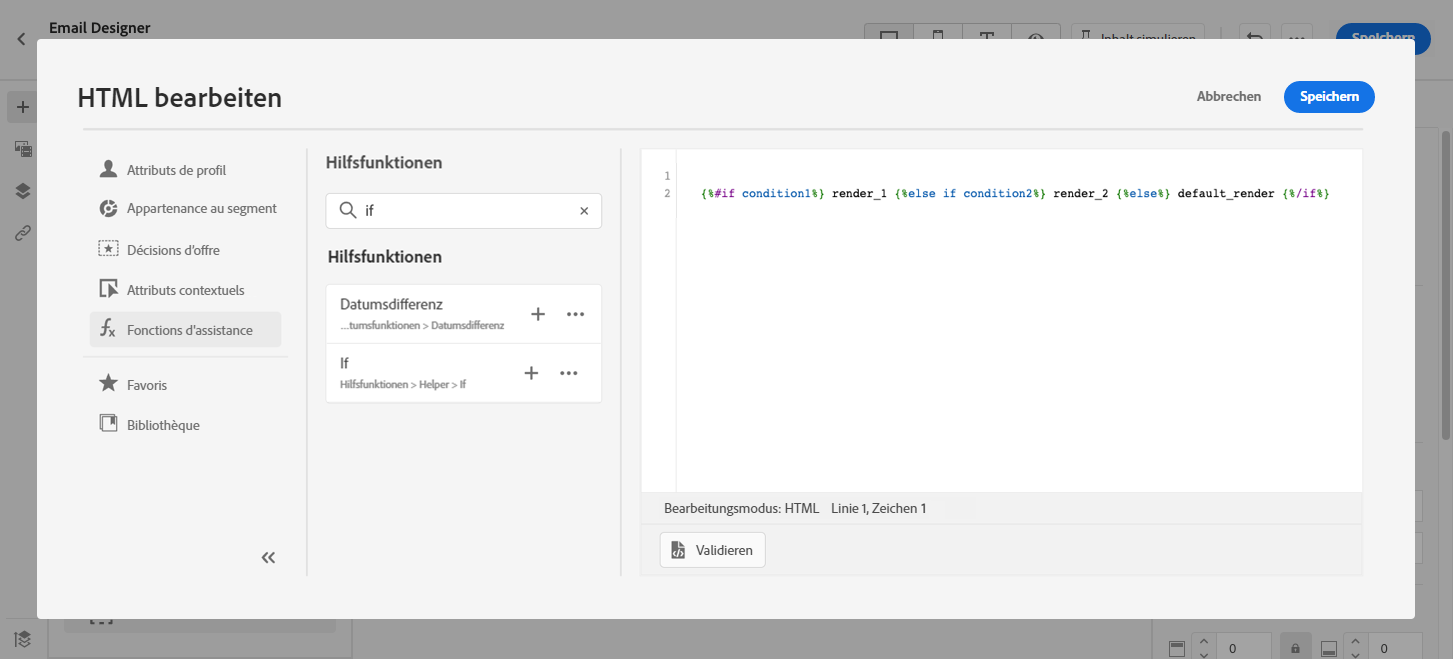 Email Designer
Inhalt simulieren
Speichern
HTML bearbeiten
Abbrechen
Speichern
Attributs de profil
Appartenance au segment
Décisions d'offre
Attributs contextuels
Fonctions d'assistance
Favoris
Bibliothèque
Hilfsfunktionen
if
Hilfsfunktionen
Datumsdifferenz
...tumsfunktionen > Datumsdifferenz
If
Hilfsfunktionen > Helper > If
1
2 {%#if condition1%} render_1 {%else if condition2%} render_2 {%else%} default_render {%/if%}
Bearbeitungsmodus: HTML Linie 1, Zeichen 1
Validieren
0
0